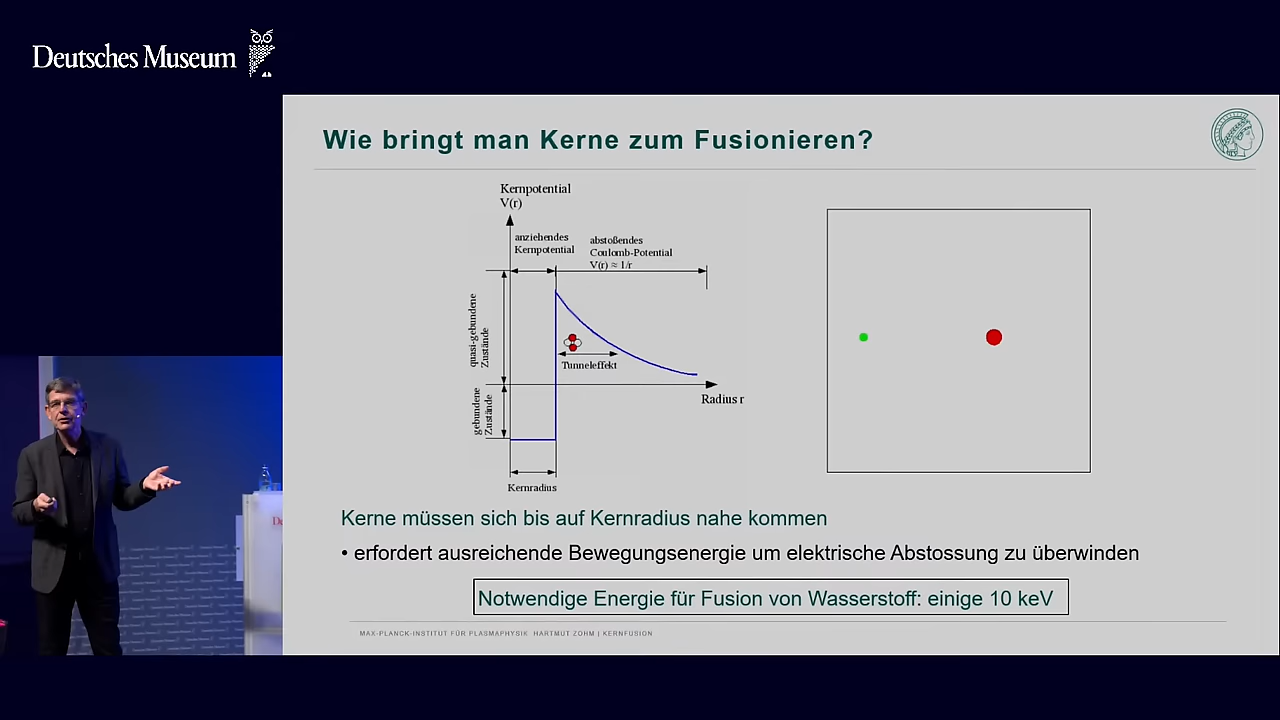 Deutsches Museum
Wie bringt man Kerne zum Fusionieren?
Kernpotential
V(r)
anziehendes
Kernpotential
abstoßendes
Coulomb-Potential
V(r) ≈ 1/r
quasi-gebundene
Zustände
Tunneleffekt
Radius r
gebundene
Zustände
Kernradius
Kerne müssen sich bis auf Kernradius nahe kommen
• erfordert ausreichende Bewegungsenergie um elektrische Abstossung zu überwinden
Notwendige Energie für Fusion von Wasserstoff: einige 10 keV
MAX-PLANCK-INSTITUT FÜR PLASMAPHYSIK HARTMUT ZOHM | KERNFUSION